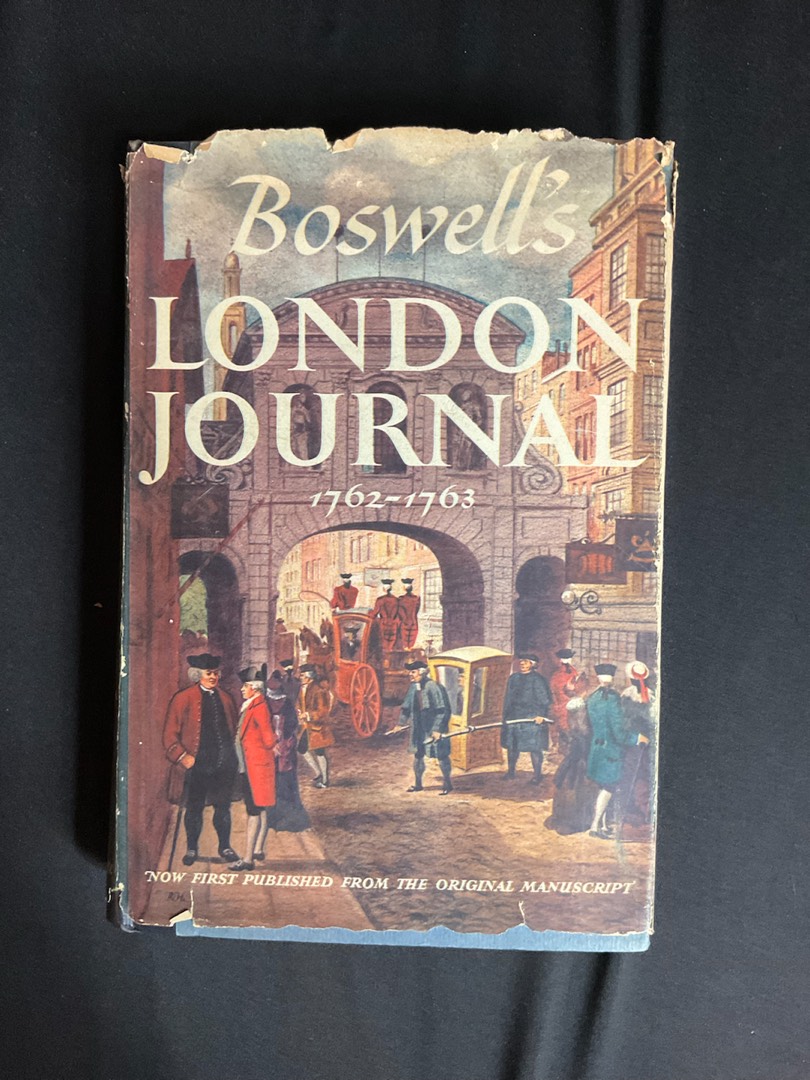 Boswell's
LONDON
JOURNAL
1762-1763
NOW FIRST PUBLISHED FROM THE ORIGINAL MANUSCRIPT